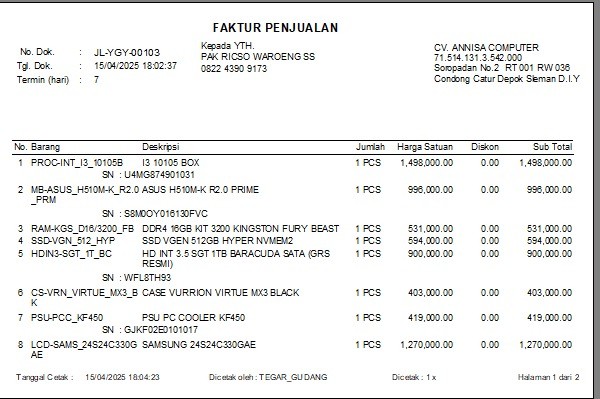 FAKTUR PENJUALAN
No. Dok. : JL-YGY-00103
Tgl. Dok. : 15/04/2025 18:02:37
Termin (hari) : 7
Kepada YTH.
PAK RICSO WAROENG SS
0822 4390 9173
CV. ANNISA COMPUTER
71.514.131.3.542.000
Soropadan No.2 RT 001 RW 036
Condong Catur Depok Sleman D.I.Y
No. Barang Deskripsi Jumlah Harga Satuan Diskon Sub Total
1 PROC-INT_I3_10105B I3 10105 BOX 1 PCS 1,498,000.00 0.00 1,498,000.00
SN : U4MG874901031
2 MB-ASUS_H510M-K_R2.0 ASUS H510M-K R2.0 PRIME 1 PCS 996,000.00 0.00 996,000.00
_PRM
SN : S8M0OY016130FVC
3 RAM-KGS_D16/3200_FB DDR4 16GB KIT 3200 KINGSTON FURY BEAST 1 PCS 531,000.00 0.00 531,000.00
4 SSD-VGN_512_HYP SSD VGEN 512GB HYPER NVMEM2 1 PCS 594,000.00 0.00 594,000.00
5 HDIN3-SGT_1T_BC HD INT 3.5 SGT 1TB BARACUDA SATA (GRS 1 PCS 900,000.00 0.00 900,000.00
RESMI)
SN : WFL8TH93
6 CS-VRN_VIRTUE_MX3_B CASE VURRION VIRTUE MX3 BLACK 1 PCS 403,000.00 0.00 403,000.00
K
7 PSU-PCC_KF450 PSU PC COOLER KF450 1 PCS 419,000.00 0.00 419,000.00
SN : GJKF02E0101017
8 LCD-SAMS_24S24C330G SAMSUNG 24S24C330GAE 1 PCS 1,270,000.00 0.00 1,270,000.00
AE
Tanggal Cetak : 15/04/2025 18:04:23 Dicetak oleh : TEGAR_GUDANG Dicetak : 1 x Halaman 1 dari 2